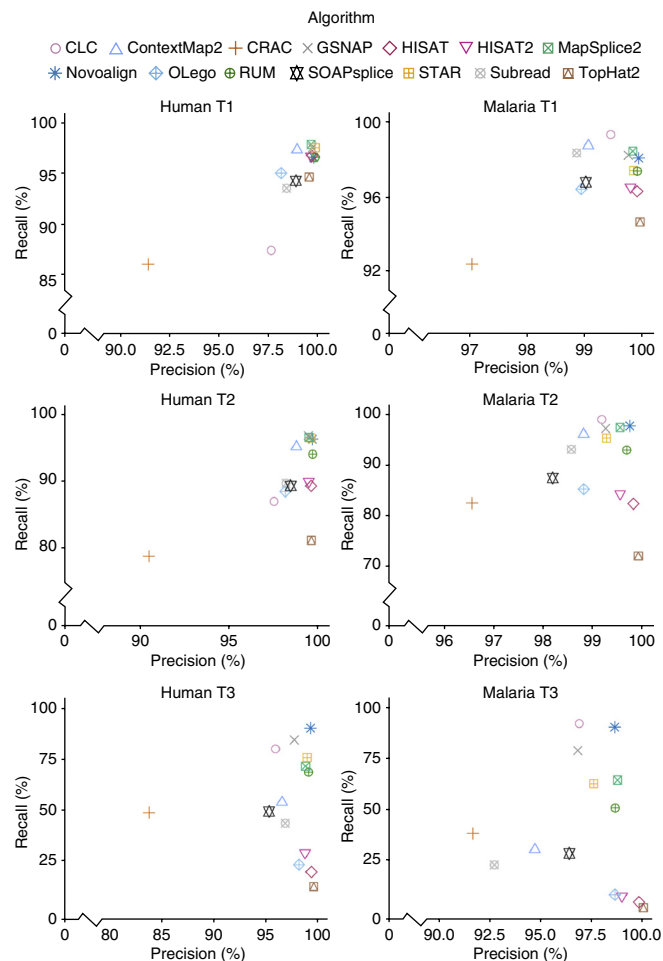 Algorithm
CLC ContextMap2 CRAC GSNAP HISAT HISAT2 MapSplice2
Novoalign OLego RUM SOAPsplice STAR Subread TopHat2
Human T1 Malaria T1
100 100
95 96
90 92
85
0 0
Recall (%) Recall (%)
0 90.0 92.5 95.0 97.5 100.0 0 97 98 99 100
Precision (%) Precision (%)
Human T2 Malaria T2
100 100
90 90
80 80
70
0 0
Recall (%) Recall (%)
0 90 95 100 0 96 97 98 99 100
Precision (%) Precision (%)
Human T3 Malaria T3
100 100
75 75
50 50
25 25
0 0
Recall (%) Recall (%)
0 80 85 90 95 100 0 90.0 92.5 95.0 97.5 100.0
Precision (%) Precision (%)